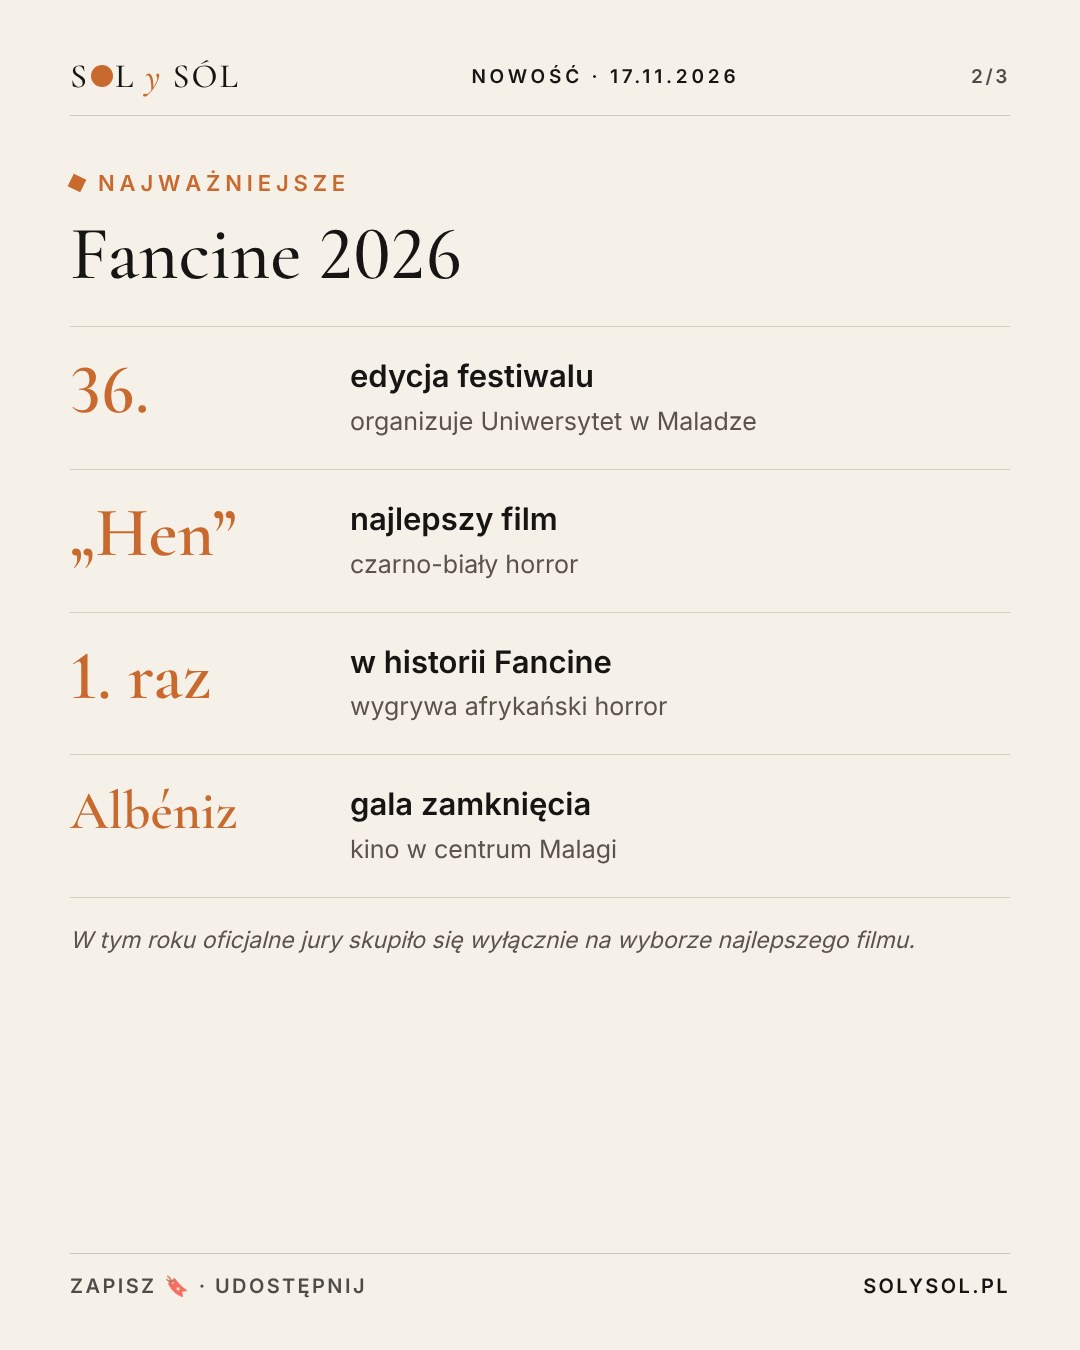 SOL y SÓL
NOWOŚĆ · 17.11.2026
2/3
NAJWAŻNIEJSZE
Fancine 2026
36.
edycja festiwalu
organizuje Uniwersytet w Maladze
„Hen”
najlepszy film
czarno-biały horror
1. raz
w historii Fancine
wygrywa afrykański horror
Albéniz
gala zamknięcia
kino w centrum Malagi
W tym roku oficjalne jury skupiło się wyłącznie na wyborze najlepszego filmu.
ZAPISZ 🔖 · UDOSTĘPNIJ
SOLYSOL.PL